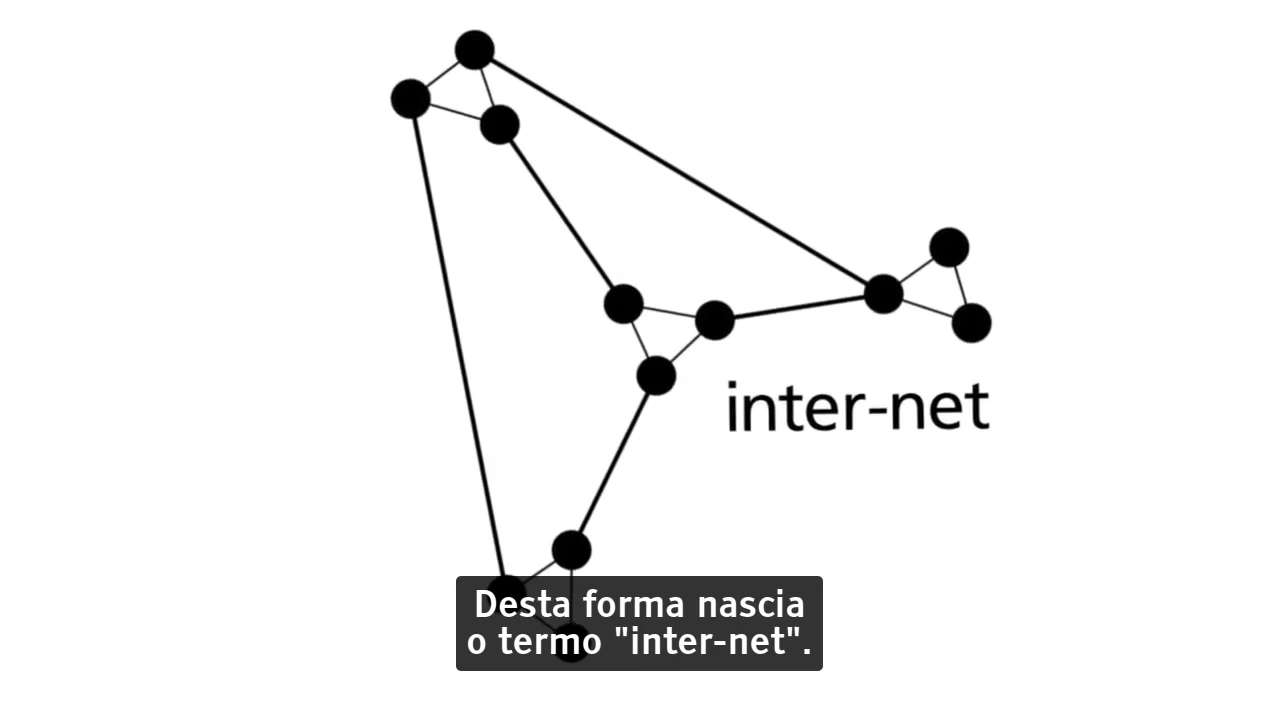 inter-net
Desta forma nascia
o termo "inter-net".